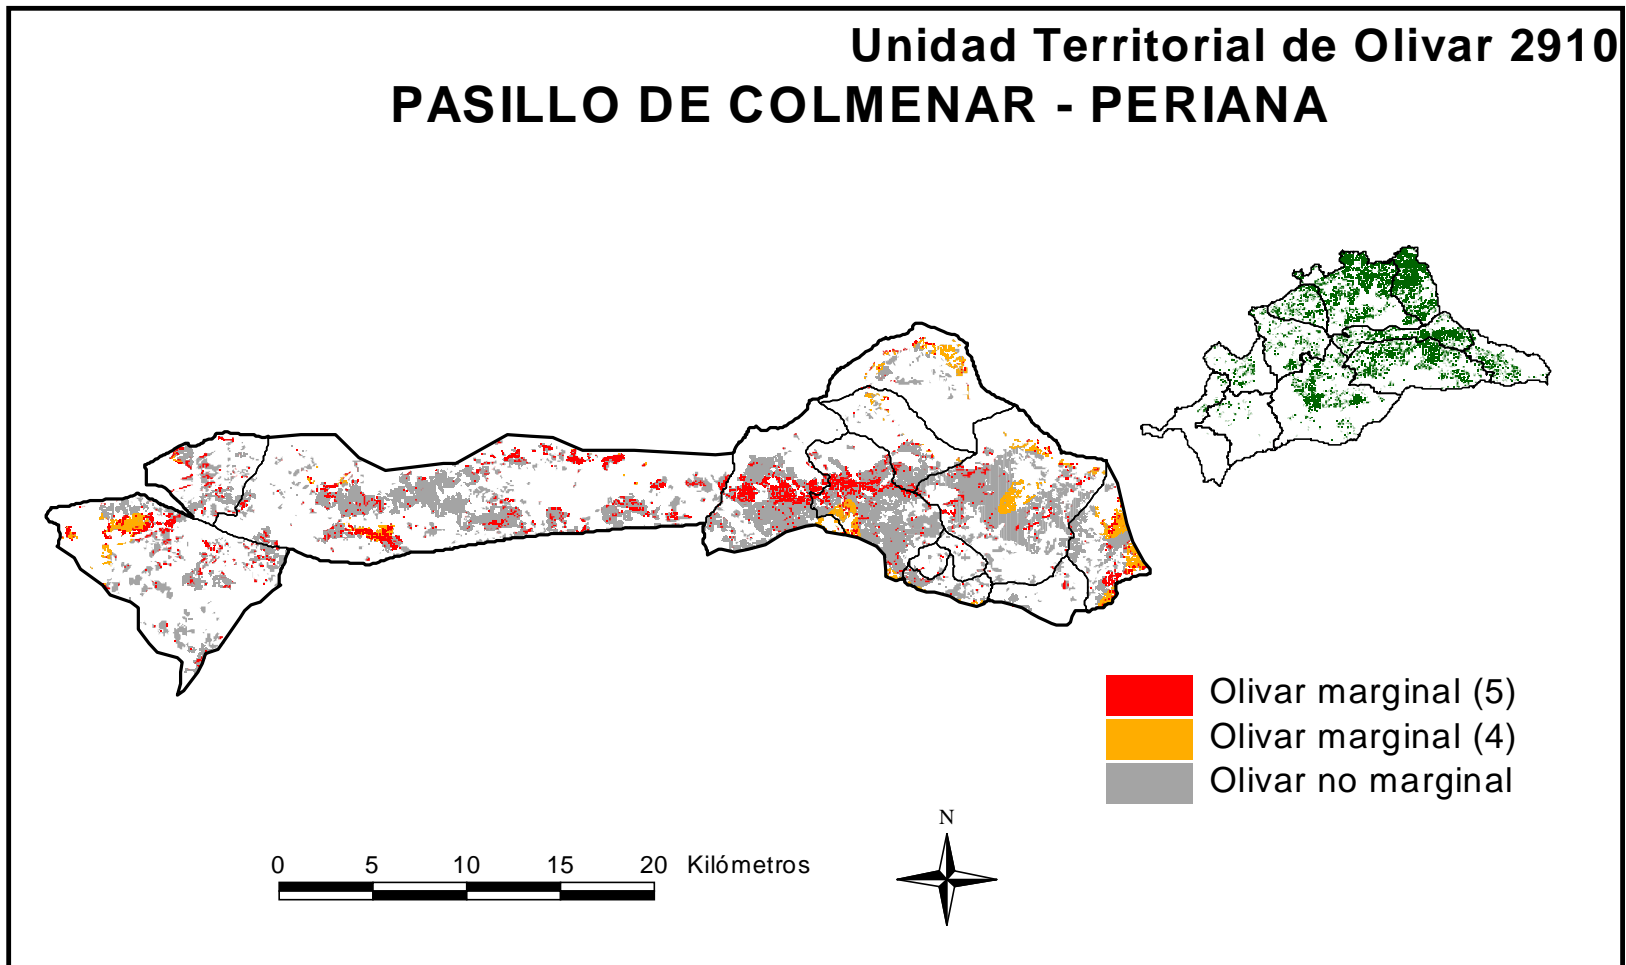 Unidad Territorial de Olivar 2910
PASILLO DE COLMENAR - PERIANA
Olivar marginal (5)
Olivar marginal (4)
Olivar no marginal
N
0 5 10 15 20 Kilómetros